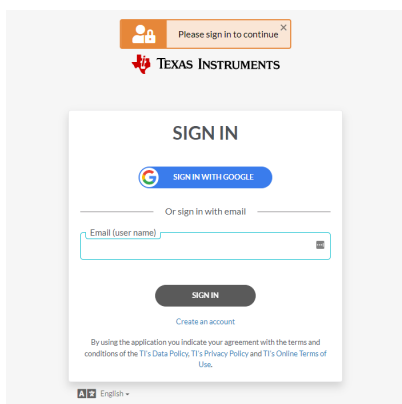 Please sign in to continue
TEXAS INSTRUMENTS
SIGN IN
SIGN IN WITH GOOGLE
Or sign in with email
Email (user name)
SIGN IN
Create an account
By using the application you indicate your agreement with the terms and
conditions of the TI's Data Policy, TI's Privacy Policy and TI's Online Terms of
Use.
English